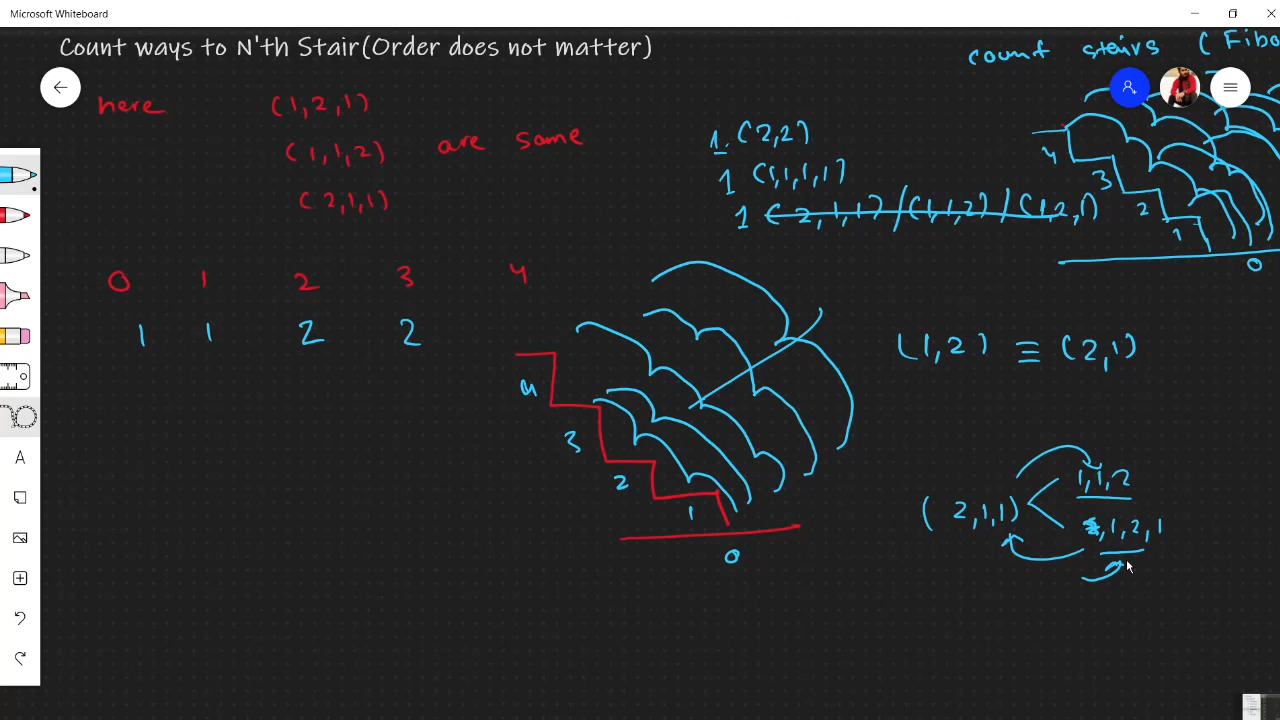 Microsoft Whiteboard
Count ways to N'th Stair(Order does not matter)
count stairs (Fibo
here (1,2,1)
(1,1,2) are same
(2,1,1)
1. (2,2)
1 (1,1,1,1)
1 (2,1,1) / (1,1,2) / (1,2,1)
4
3
2
1
0
0 1 2 3 4
1 1 2 2
(1,2) ≡ (2,1)
4
3
2
1
0
1,1,2
(2,1,1)
,1,2,1
A